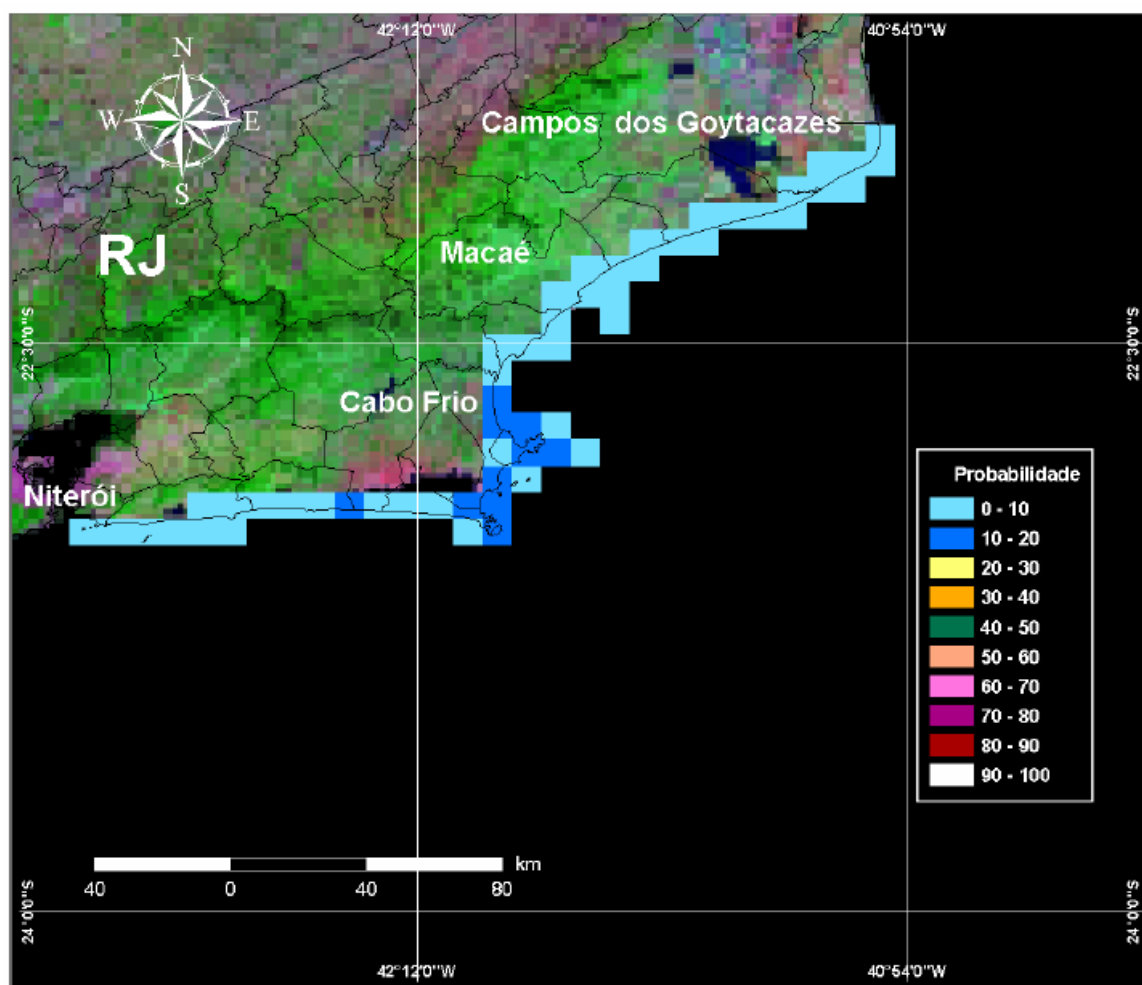 42°12'0"W
40°54'0"W
N
W
E
S
Campos dos Goytacazes
RJ
Macaé
22°30'0"S
22°30'0"S
Cabo Frio
Niterói
Probabilidade
0 - 10
10 - 20
20 - 30
30 - 40
40 - 50
50 - 60
60 - 70
70 - 80
80 - 90
90 - 100
km
40
0
40
80
24°0'0"S
24°0'0"S
42°12'0"W
40°54'0"W